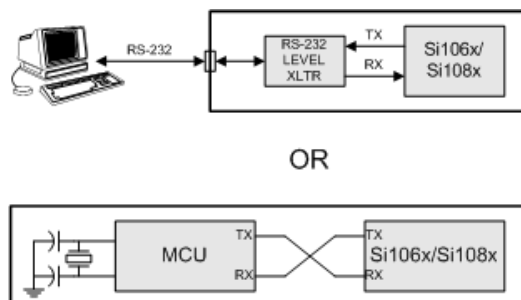 RS-232
RS-232
LEVEL
XLTR
TX
RX
Si106x/
Si108x
OR
MCU
TX
RX
TX
RX
Si106x/Si108x